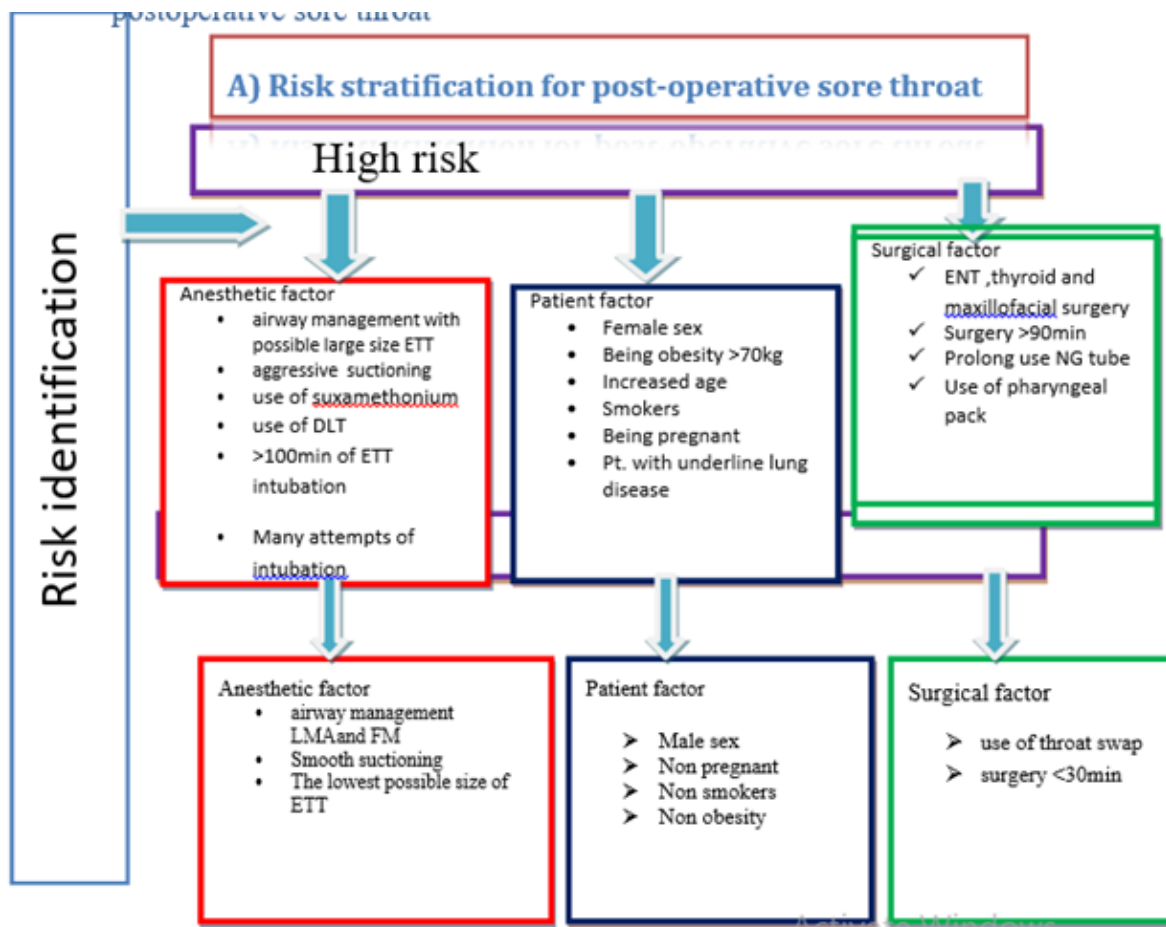 postoperative sore throat
A) Risk stratification for post-operative sore throat
High risk
Risk identification
Anesthetic factor
• airway management with
possible large size ETT
• aggressive suctioning
• use of suxamethonium
• use of DLT
• >100min of ETT
intubation
• Many attempts of
intubation
Patient factor
• Female sex
• Being obesity >70kg
• Increased age
• Smokers
• Being pregnant
• Pt. with underline lung
disease
Surgical factor
✓ ENT ,thyroid and
maxillofacial surgery
✓ Surgery >90min
✓ Prolong use NG tube
✓ Use of pharyngeal
pack
Anesthetic factor
• airway management
LMAand FM
• Smooth suctioning
• The lowest possible size of
ETT
Patient factor
➤ Male sex
➤ Non pregnant
➤ Non smokers
➤ Non obesity
Surgical factor
➤ use of throat swap
➤ surgery <30min
Activate Windows